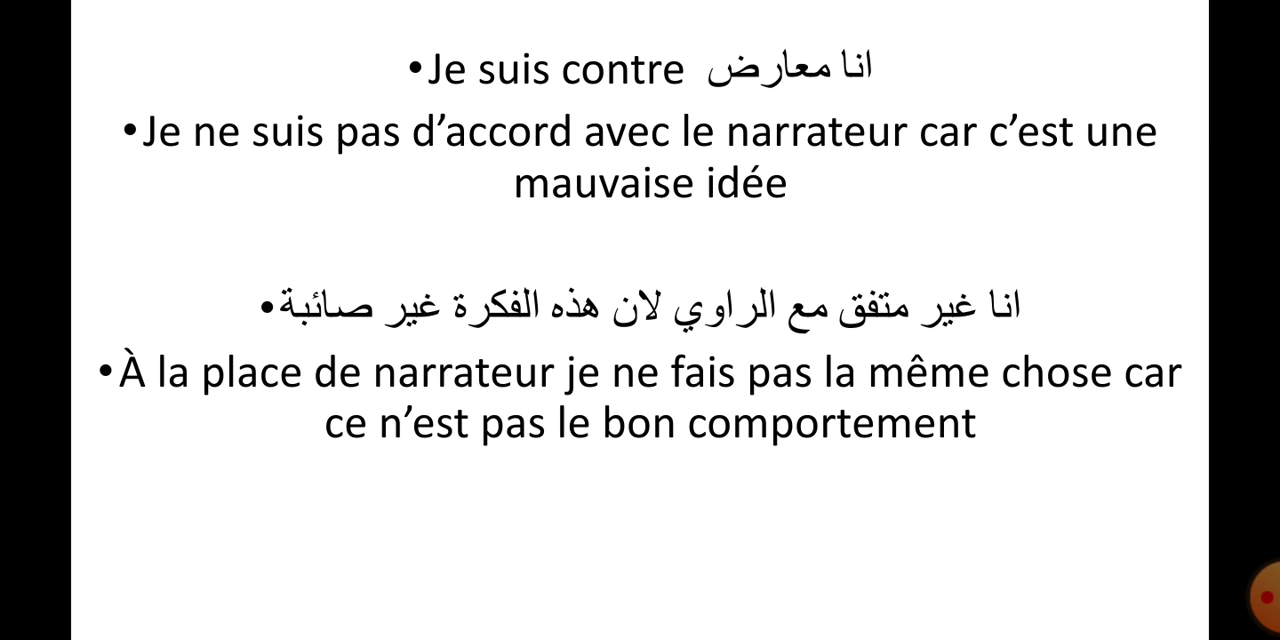 •Je suis contre انا معارض
•Je ne suis pas d’accord avec le narrateur car c’est une
mauvaise idée
•انا غير متفق مع الراوي لان هذه الفكرة غير صائبة
•À la place de narrateur je ne fais pas la même chose car
ce n’est pas le bon comportement